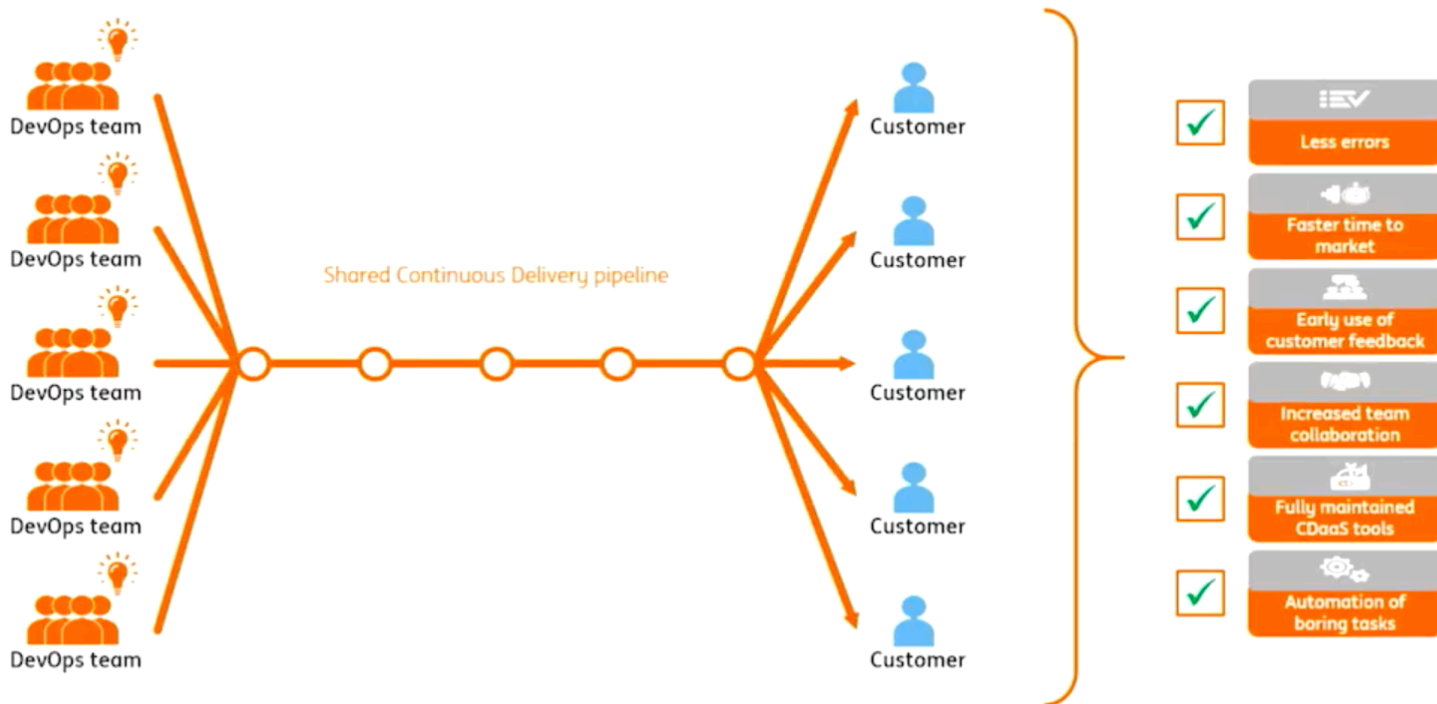 DevOps team
DevOps team
DevOps team
DevOps team
DevOps team
Shared Continuous Delivery pipeline
Customer
Customer
Customer
Customer
Customer
Less errors
Faster time to
market
Early use of
customer feedback
Increased team
collaboration
Fully maintained
CDaaS tools
Automation of
boring tasks